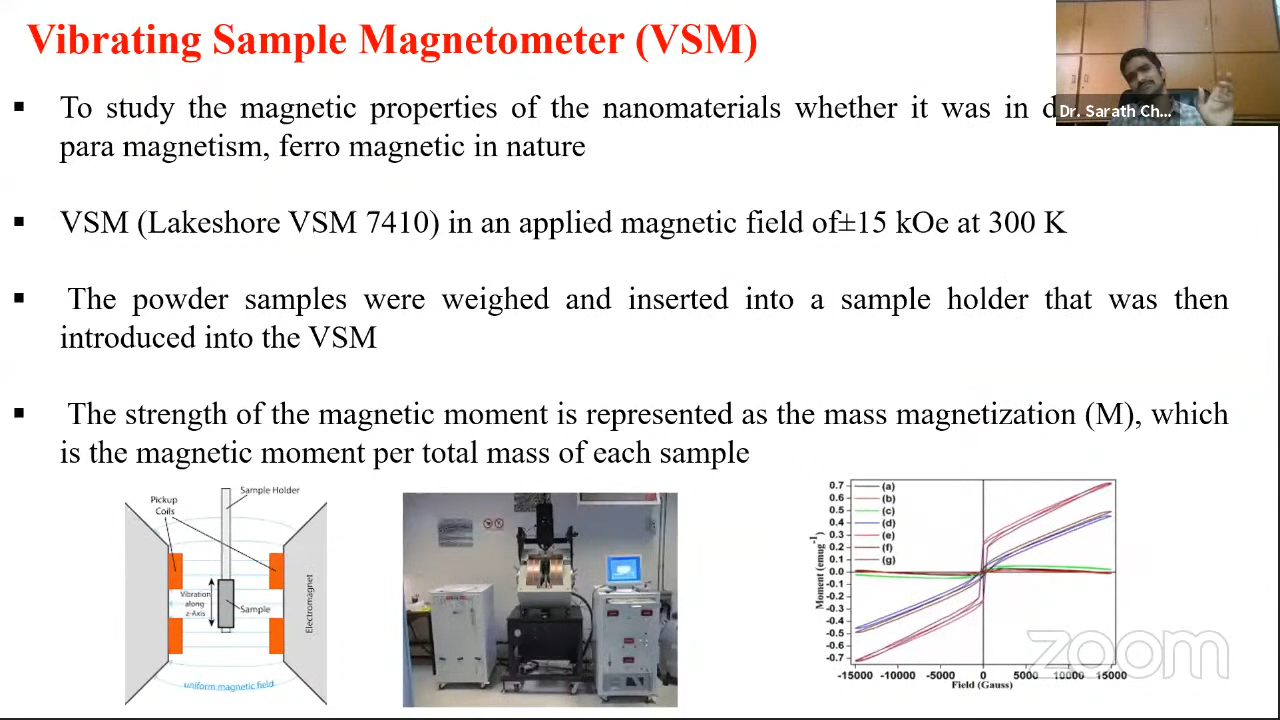 Vibrating Sample Magnetometer (VSM)
Dr. Sarath Ch...
▪ To study the magnetic properties of the nanomaterials whether it was in
para magnetism, ferro magnetic in nature
▪ VSM (Lakeshore VSM 7410) in an applied magnetic field of±15 kOe at 300 K
▪ The powder samples were weighed and inserted into a sample holder that was then
introduced into the VSM
▪ The strength of the magnetic moment is represented as the mass magnetization (M), which
is the magnetic moment per total mass of each sample
Sample Holder
Pickup
Coils
Vibration
along
z-Axis
Sample
Electromagnet
uniform magnetic field
Moment (emug⁻¹)
0.7
0.6
0.5
0.4
0.3
0.2
0.1
0.0
-0.1
-0.2
-0.3
-0.4
-0.5
-0.6
-0.7
(a)
(b)
(c)
(d)
(e)
(f)
(g)
-15000 -10000 -5000 0 5000 10000 15000
Field (Gauss)
zoom